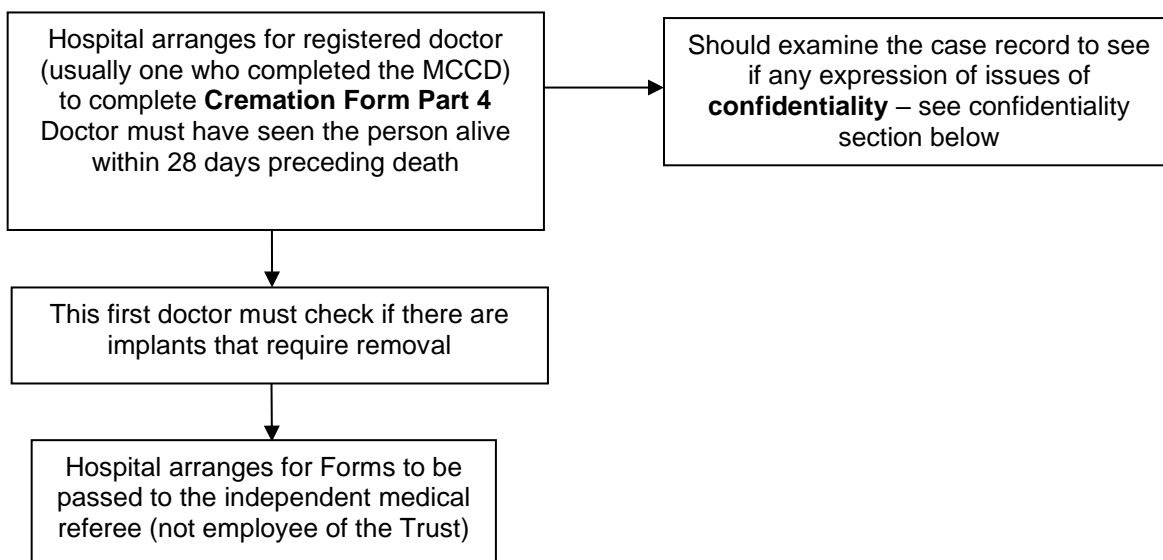 Hospital arranges for registered doctor
(usually one who completed the MCCD)
to complete Cremation Form Part 4
Doctor must have seen the person alive
within 28 days preceding death
Should examine the case record to see
if any expression of issues of
confidentiality – see confidentiality
section below
This first doctor must check if there are
implants that require removal
Hospital arranges for Forms to be
passed to the independent medical
referee (not employee of the Trust)